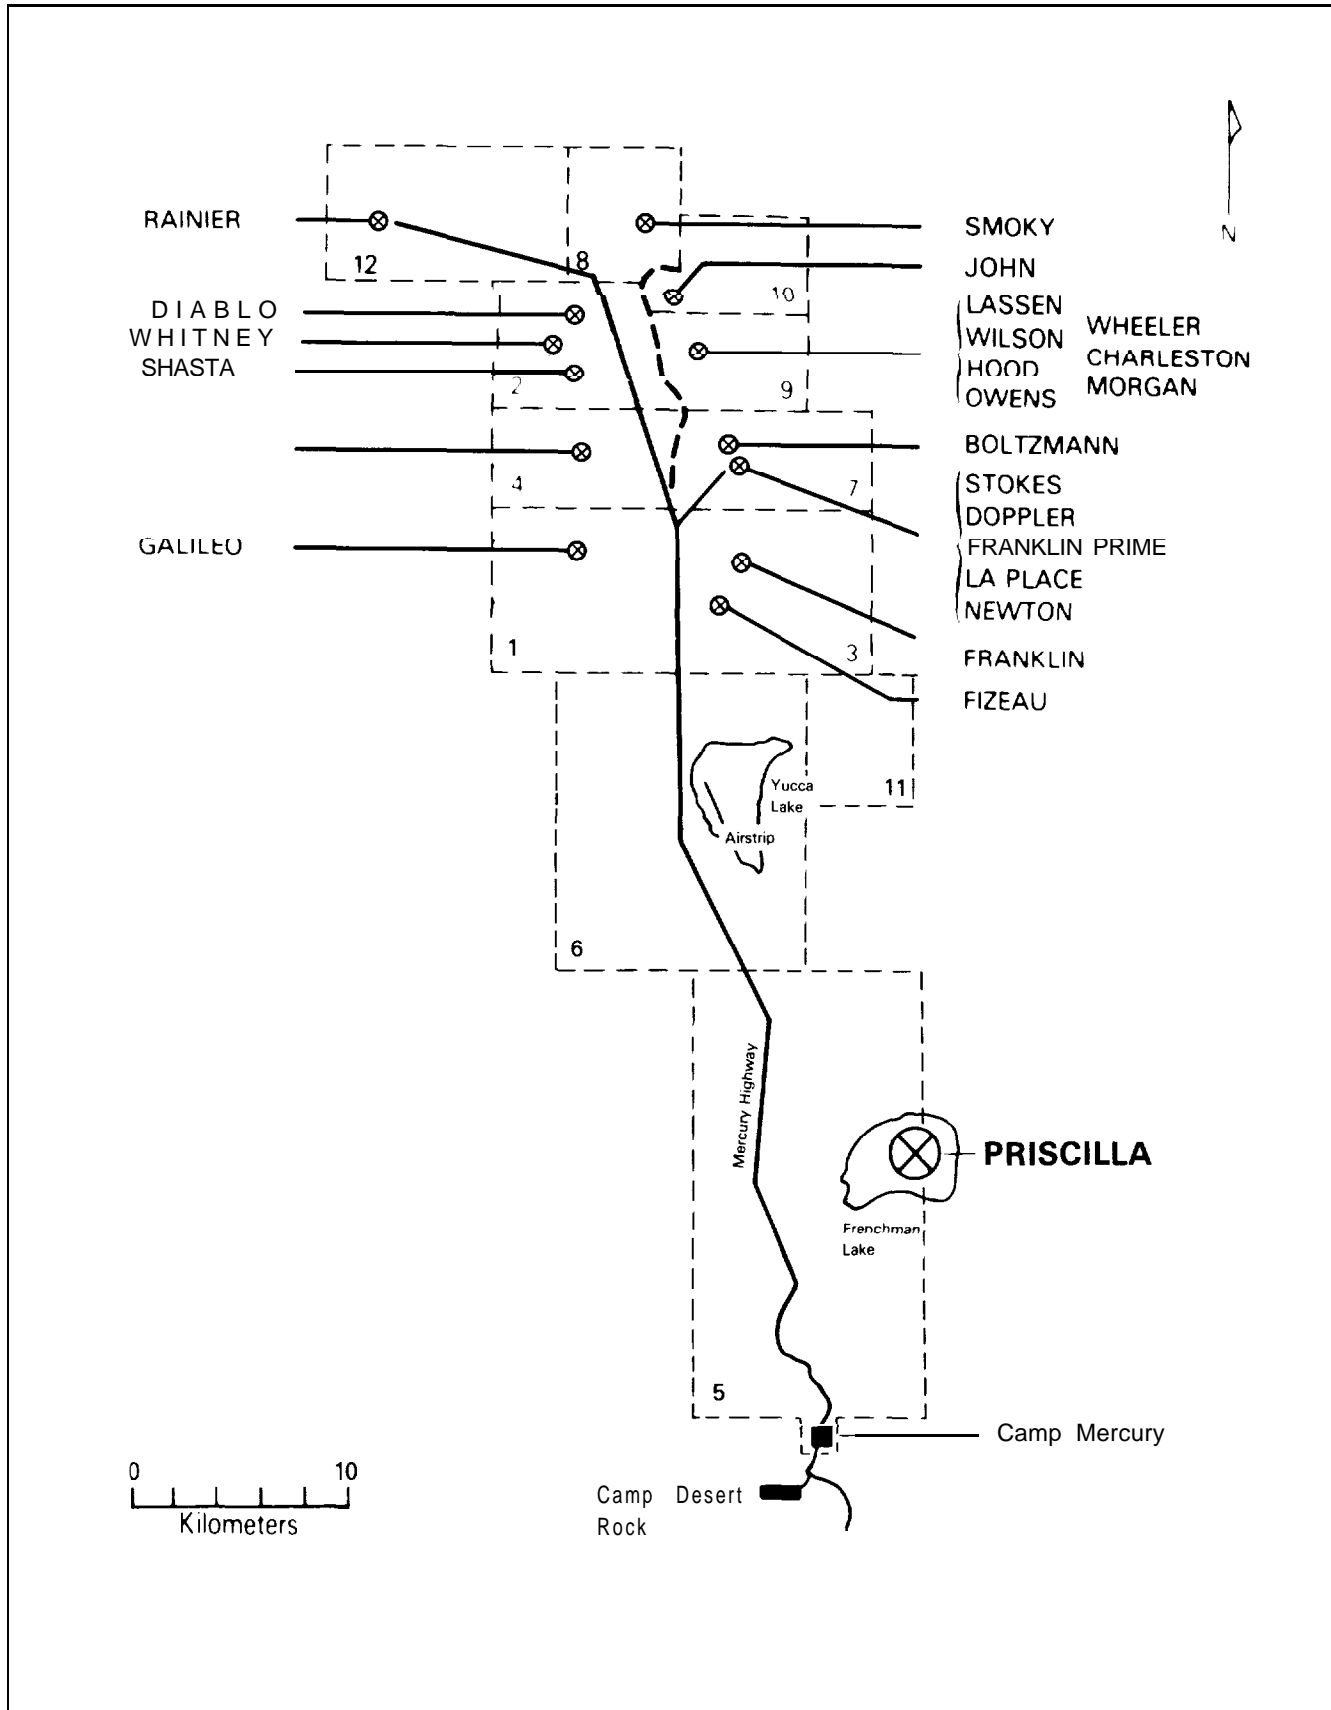 N
RAINIER
SMOKY
12
8
JOHN
10
DIABLO
LASSEN
WHITNEY
WILSON
WHEELER
SHASTA
HOOD
CHARLESTON
OWENS
MORGAN
2
9
BOLTZMANN
4
7
STOKES
DOPPLER
GALILEO
FRANKLIN PRIME
LA PLACE
NEWTON
1
3
FRANKLIN
FIZEAU
11
Yucca
Lake
Airstrip
6
Mercury Highway
PRISCILLA
Frenchman
Lake
5
Camp Mercury
0 10
Kilometers
Camp Desert
Rock